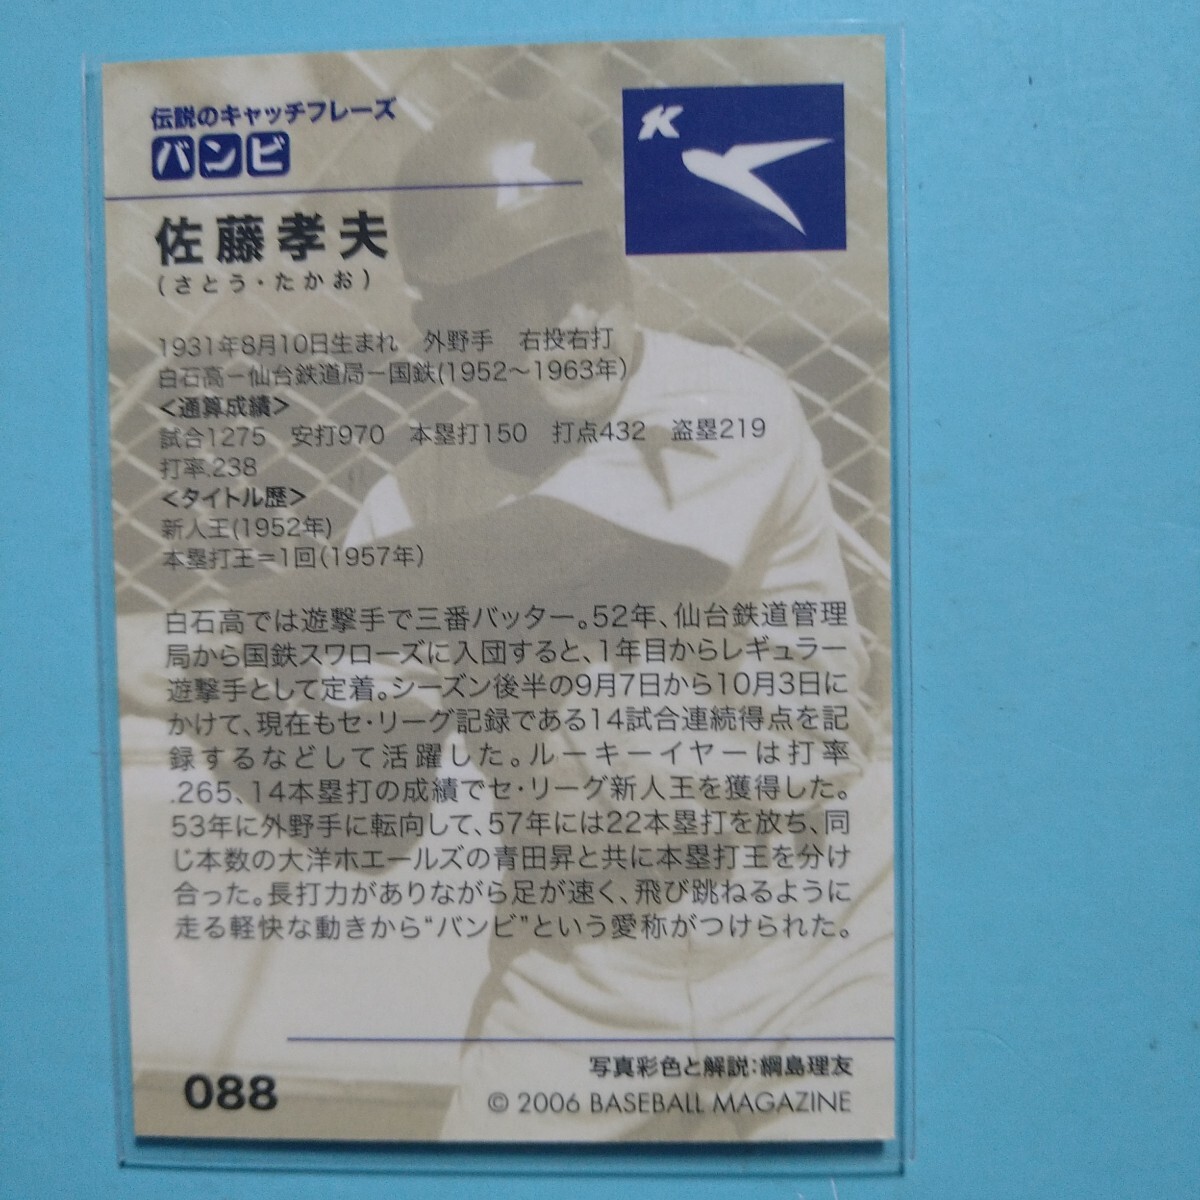 伝説のキャッチフレーズ
バンビ
K
佐藤孝夫
(さとう・たかお)
1931年8月10日生まれ　外野手　右投右打
白石高－仙台鉄道局－国鉄(1952～1963年)
<通算成績>
試合1275　安打970　本塁打150　打点432　盗塁219
打率.238
<タイトル歴>
新人王(1952年)
本塁打王＝1回(1957年)
白石高では遊撃手で三番バッター。52年、仙台鉄道管理
局から国鉄スワローズに入団すると、1年目からレギュラー
遊撃手として定着。シーズン後半の9月7日から10月3日に
かけて、現在もセ・リーグ記録である14試合連続得点を記
録するなどして活躍した。ルーキーイヤーは打率
.265、14本塁打の成績でセ・リーグ新人王を獲得した。
53年に外野手に転向して、57年には22本塁打を放ち、同
じ本数の大洋ホエールズの青田昇と共に本塁打王を分け
合った。長打力がありながら足が速く、飛び跳ねるように
走る軽快な動きから“バンビ”という愛称がつけられた。
写真彩色と解説：綱島理友
088
© 2006 BASEBALL MAGAZINE